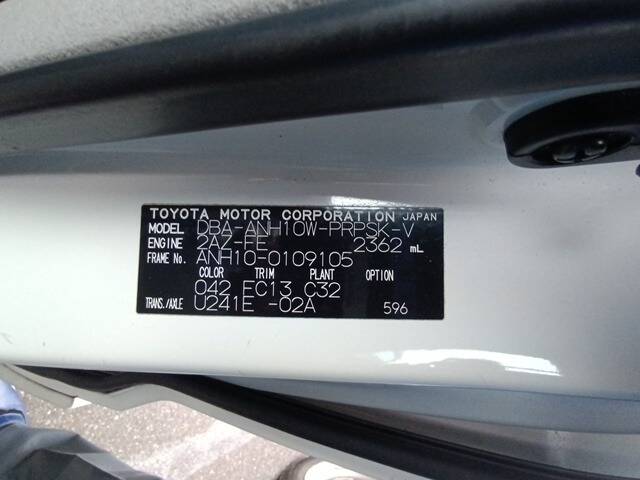 TOYOTA MOTOR CORPORATION JAPAN
MODEL DBA-ANH10W-PRPSK-V
ENGINE 2AZ-FE 2362 mL
FRAME No. ANH10-0109105
COLOR TRIM PLANT OPTION
042 EC13 C32
TRANS./AXLE U241E -02A 596